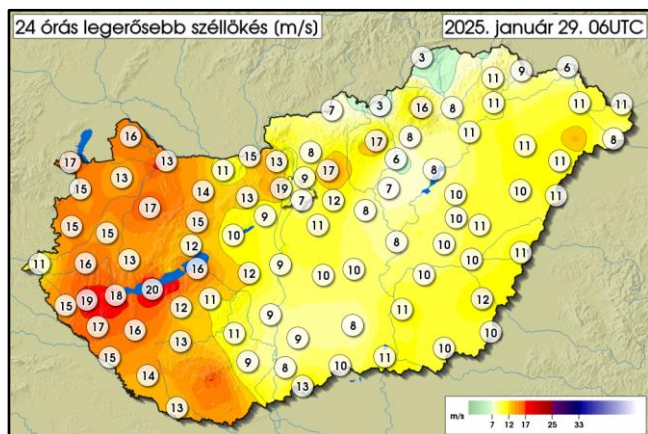 24 órás legerősebb széllökés (m/s) 2025. január 29. 06UTC
3
11 9 6
7 3 16 8 11 11 11
16 17 8 11 8
17 13 15 13 8 6 11
11 17 8 11
15 13 14 13 19 9 7 10 10 11
17 7 12 8
15 15 15 9 11 10 11
10
12 8 10 11
11 16 13 16 12 9 10 10 10 10
15 19 18 20 12 11 11 12
17 16 13 11 9 9 8 10
15 9 8 10 11 10
14 13
13
m/s 7 12 17 25 33